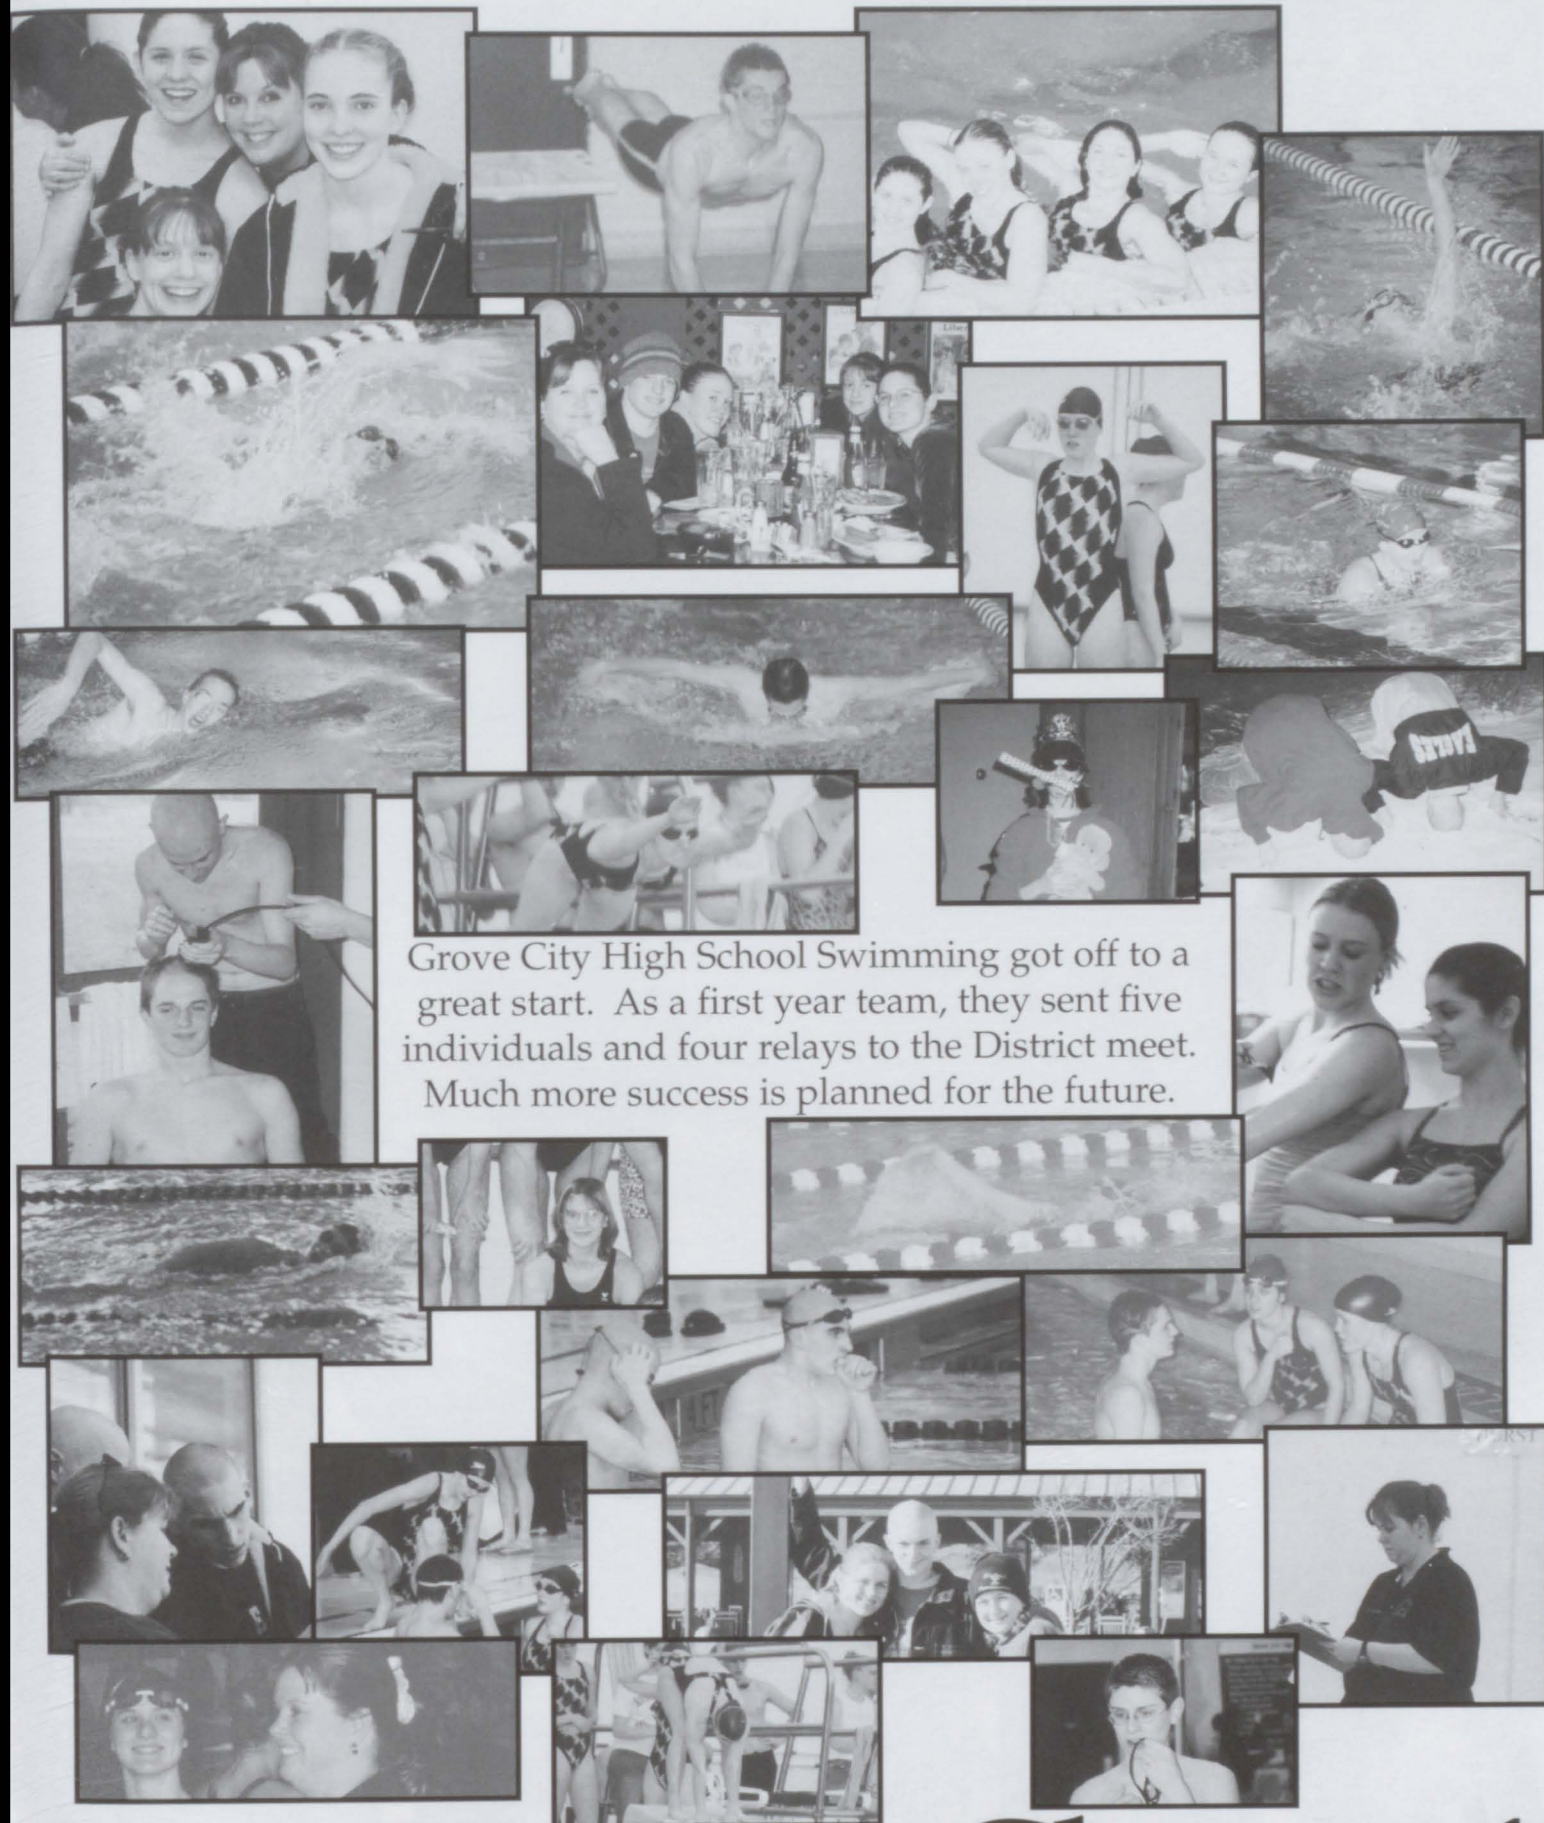 EAGLES
Grove City High School Swimming got off to a
great start. As a first year team, they sent five
individuals and four relays to the District meet.
Much more success is planned for the future.